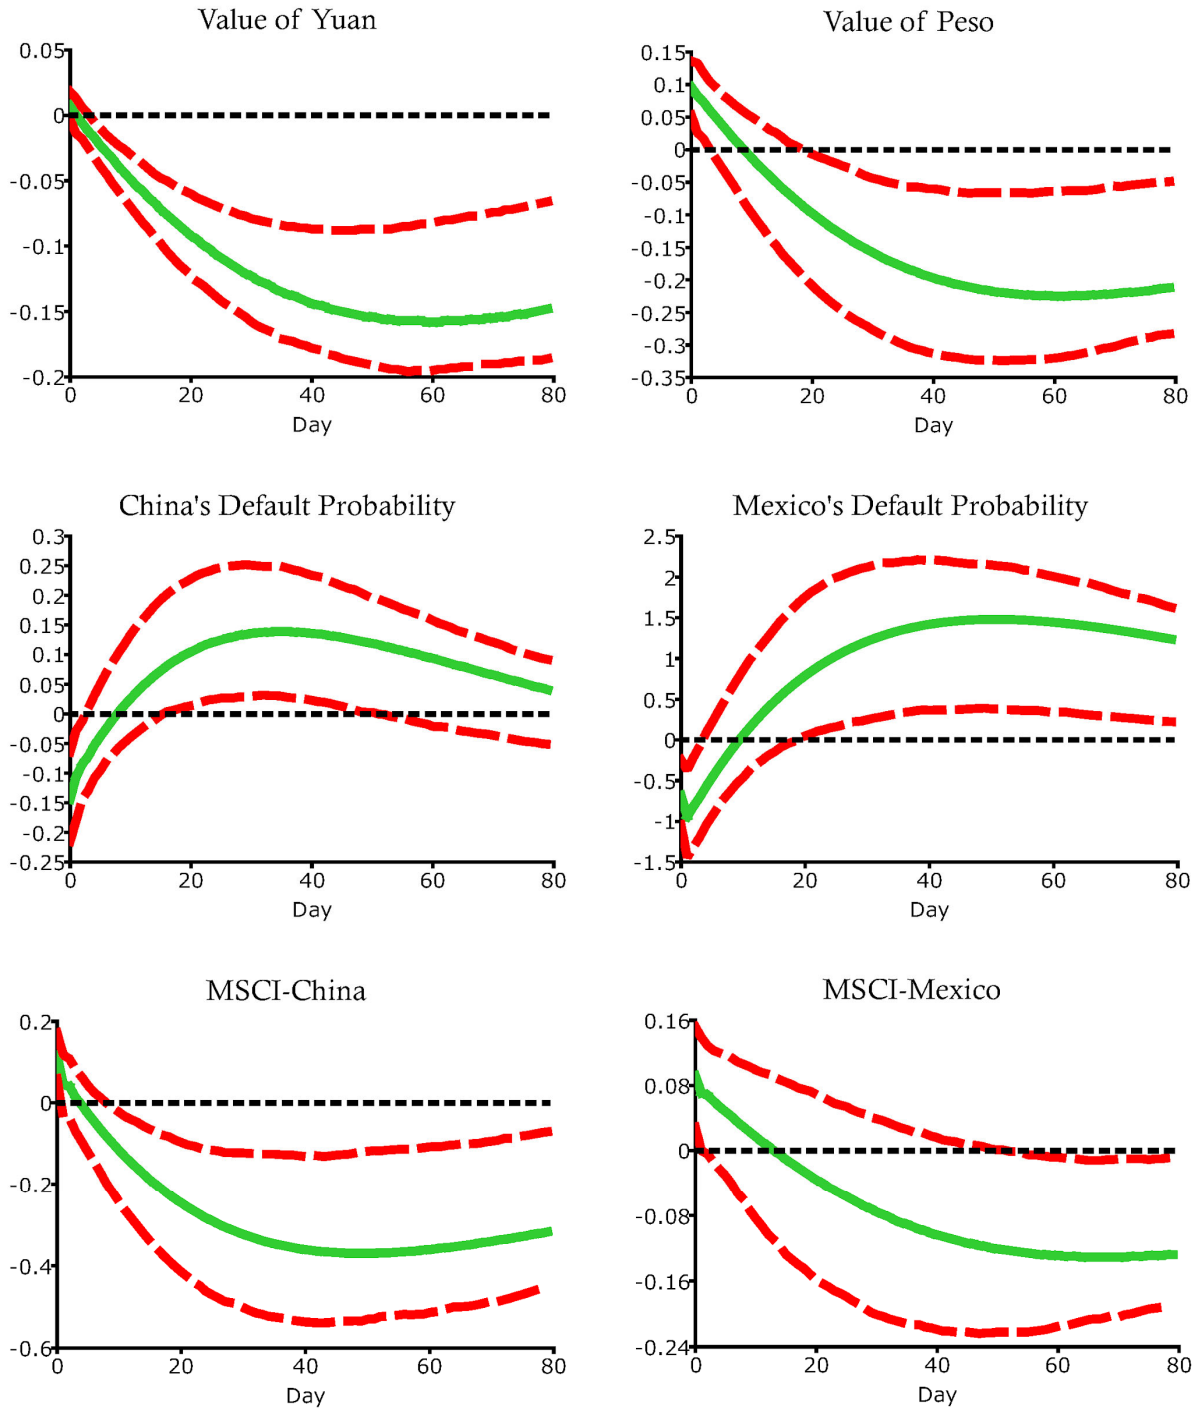 Value of Yuan
0.05
0
-0.05
-0.1
-0.15
-0.2
0 20 40 60 80
Day
Value of Peso
0.15
0.1
0.05
0
-0.05
-0.1
-0.15
-0.2
-0.25
-0.3
-0.35
0 20 40 60 80
Day
China's Default Probability
0.3
0.25
0.2
0.15
0.1
0.05
0
-0.05
-0.1
-0.15
-0.2
-0.25
0 20 40 60 80
Day
Mexico's Default Probability
2.5
2
1.5
1
0.5
0
-0.5
-1
-1.5
0 20 40 60 80
Day
MSCI-China
0.2
0
-0.2
-0.4
-0.6
0 20 40 60 80
Day
MSCI-Mexico
0.16
0.08
0
-0.08
-0.16
-0.24
0 20 40 60 80
Day